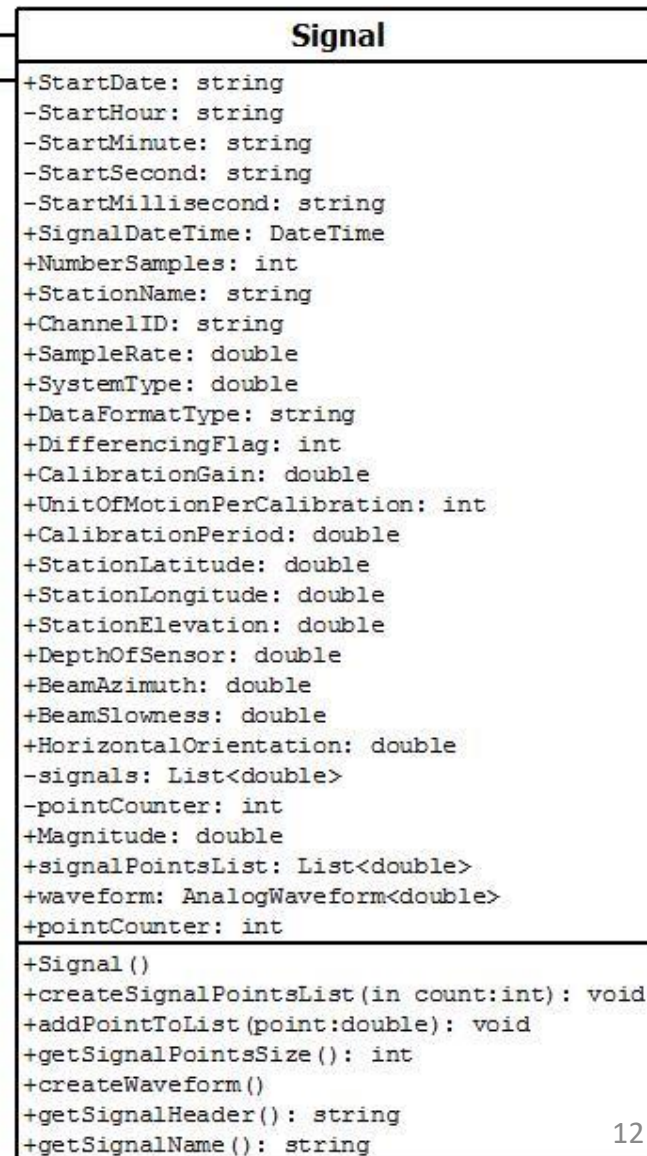 Signal
+StartDate: string
-StartHour: string
-StartMinute: string
-StartSecond: string
-StartMillisecond: string
+SignalDateTime: DateTime
+NumberSamples: int
+StationName: string
+ChannelID: string
+SampleRate: double
+SystemType: double
+DataFormatType: string
+DifferencingFlag: int
+CalibrationGain: double
+UnitOfMotionPerCalibration: int
+CalibrationPeriod: double
+StationLatitude: double
+StationLongitude: double
+StationElevation: double
+DepthOfSensor: double
+BeamAzimuth: double
+BeamSlowness: double
+HorizontalOrientation: double
-signals: List<double>
-pointCounter: int
+Magnitude: double
+signalPointsList: List<double>
+waveform: AnalogWaveform<double>
+pointCounter: int
+Signal()
+createSignalPointsList(in count:int): void
+addPointToList(point:double): void
+getSignalPointsSize(): int
+createWaveform()
+getSignalHeader(): string
+getSignalName(): string
12